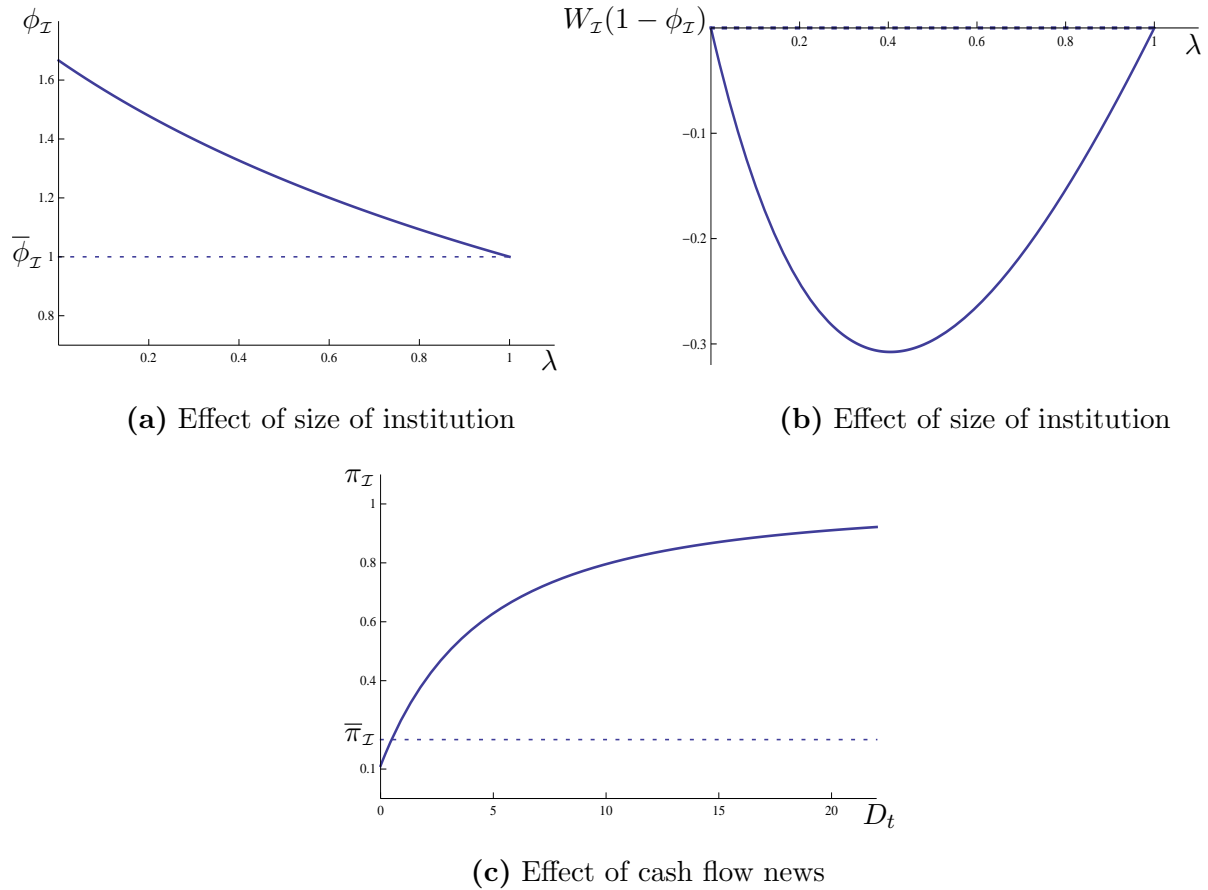 ϕ_ℐ
1.6
1.4
1.2
ϕ̅_ℐ
1
0.8
0.2 0.4 0.6 0.8 1
λ
(a) Effect of size of institution
W_ℐ(1 − ϕ_ℐ)
0.2 0.4 0.6 0.8 1
λ
−0.1
−0.2
−0.3
(b) Effect of size of institution
π_ℐ
1
0.8
0.6
0.4
π̅_ℐ
0.1
0 5 10 15 20
D_t
(c) Effect of cash flow news